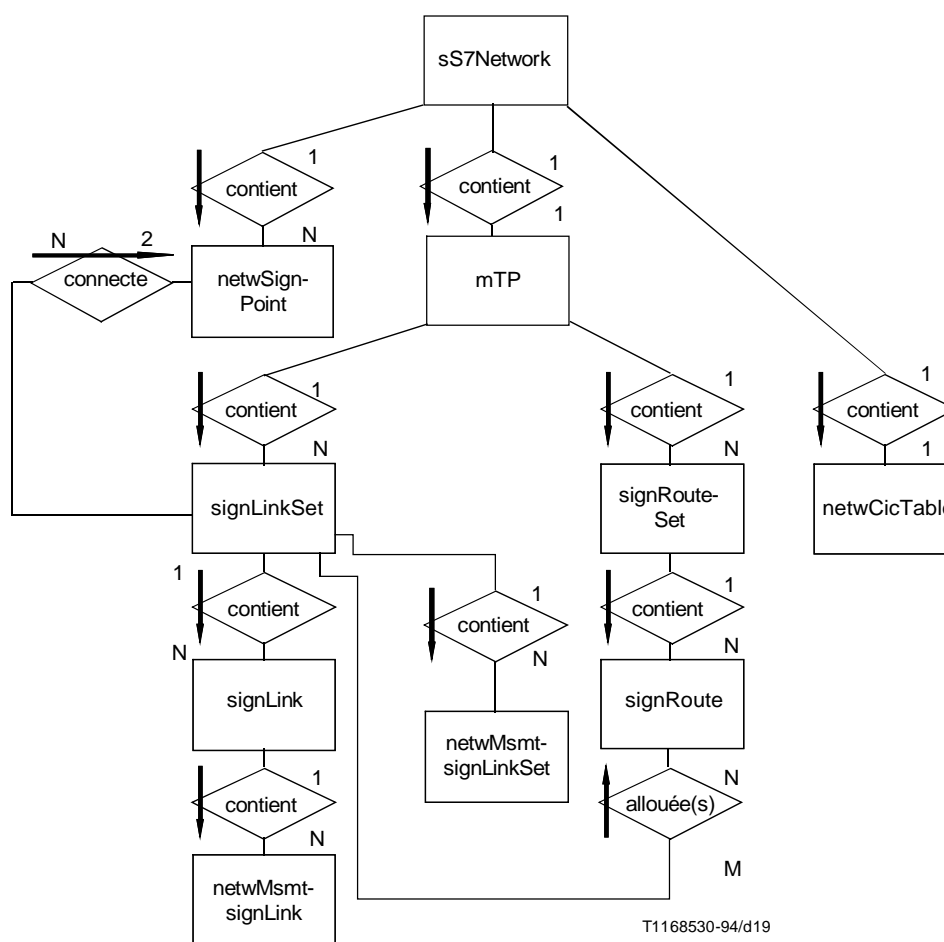 sS7Network
1
contient
N
1
contient
1
N 2
connecte
netwSign-
Point
mTP
1
contient
N
1
contient
N
1
contient
1
signLinkSet
signRoute-
Set
netwCicTable
1
contient
N
1
contient
N
1
contient
N
signLink
netwMsmt-
signLinkSet
signRoute
1
contient
N
N
allouée(s)
M
netwMsmt-
signLink
T1168530-94/d19